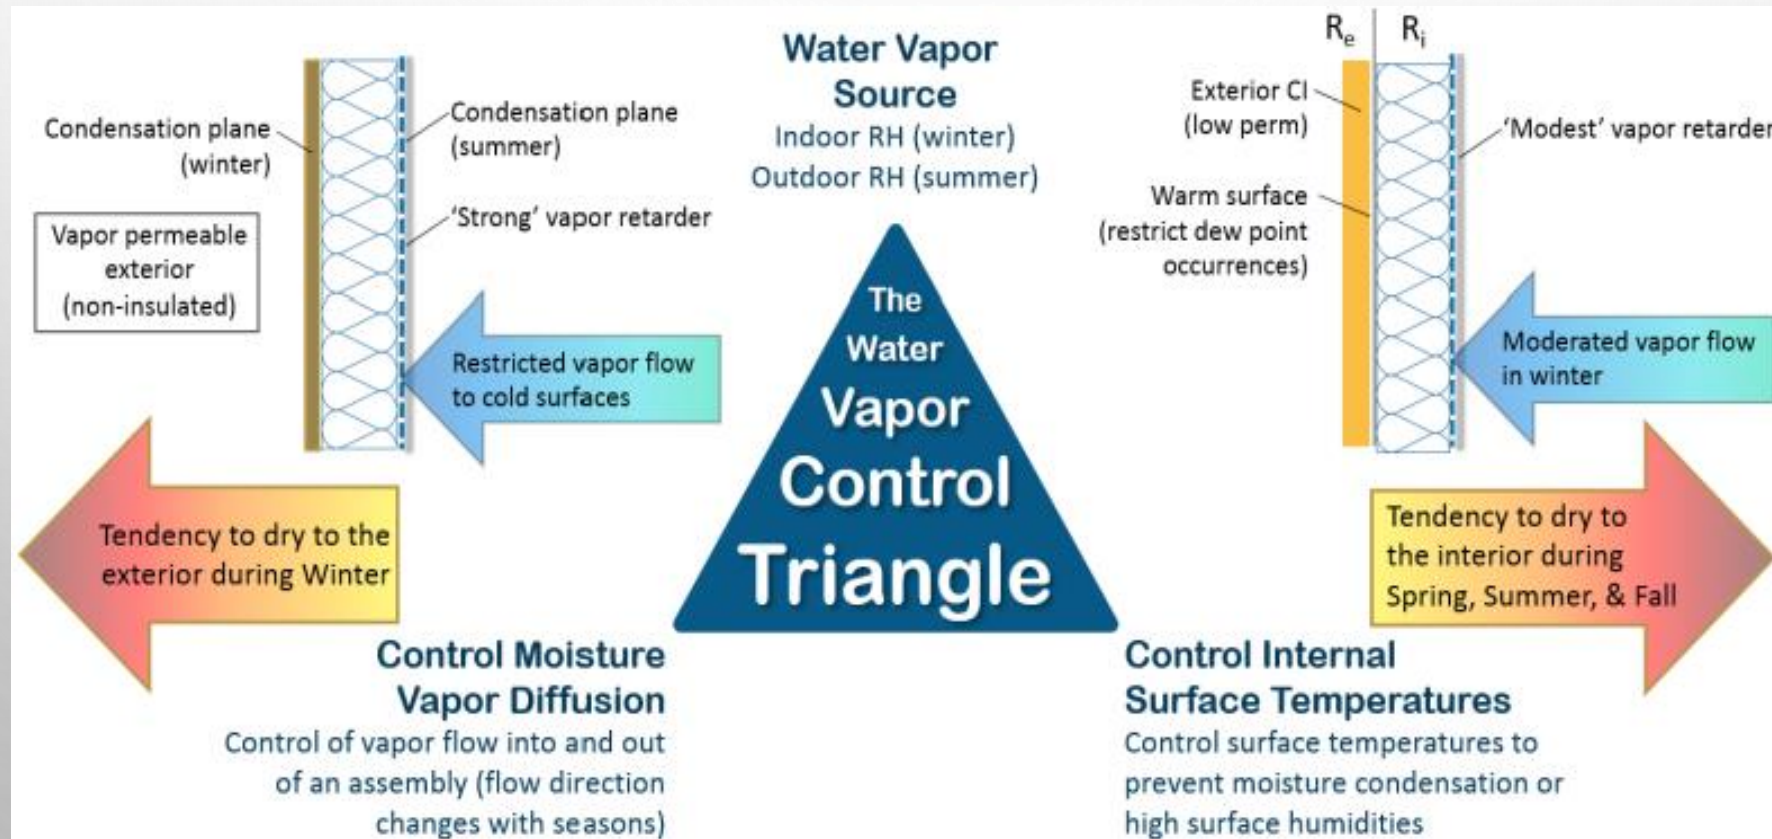 Condensation plane
(winter)
Condensation plane
(summer)
'Strong' vapor retarder
Vapor permeable
exterior
(non-insulated)
Restricted vapor flow
to cold surfaces
Tendency to dry to the
exterior during Winter
Control Moisture
Vapor Diffusion
Control of vapor flow into and out
of an assembly (flow direction
changes with seasons)
Water Vapor
Source
Indoor RH (winter)
Outdoor RH (summer)
The
Water
Vapor
Control
Triangle
Re Ri
Exterior CI
(low perm)
'Modest' vapor retarder
Warm surface
(restrict dew point
occurrences)
Moderated vapor flow
in winter
Tendency to dry to
the interior during
Spring, Summer, & Fall
Control Internal
Surface Temperatures
Control surface temperatures to
prevent moisture condensation or
high surface humidities